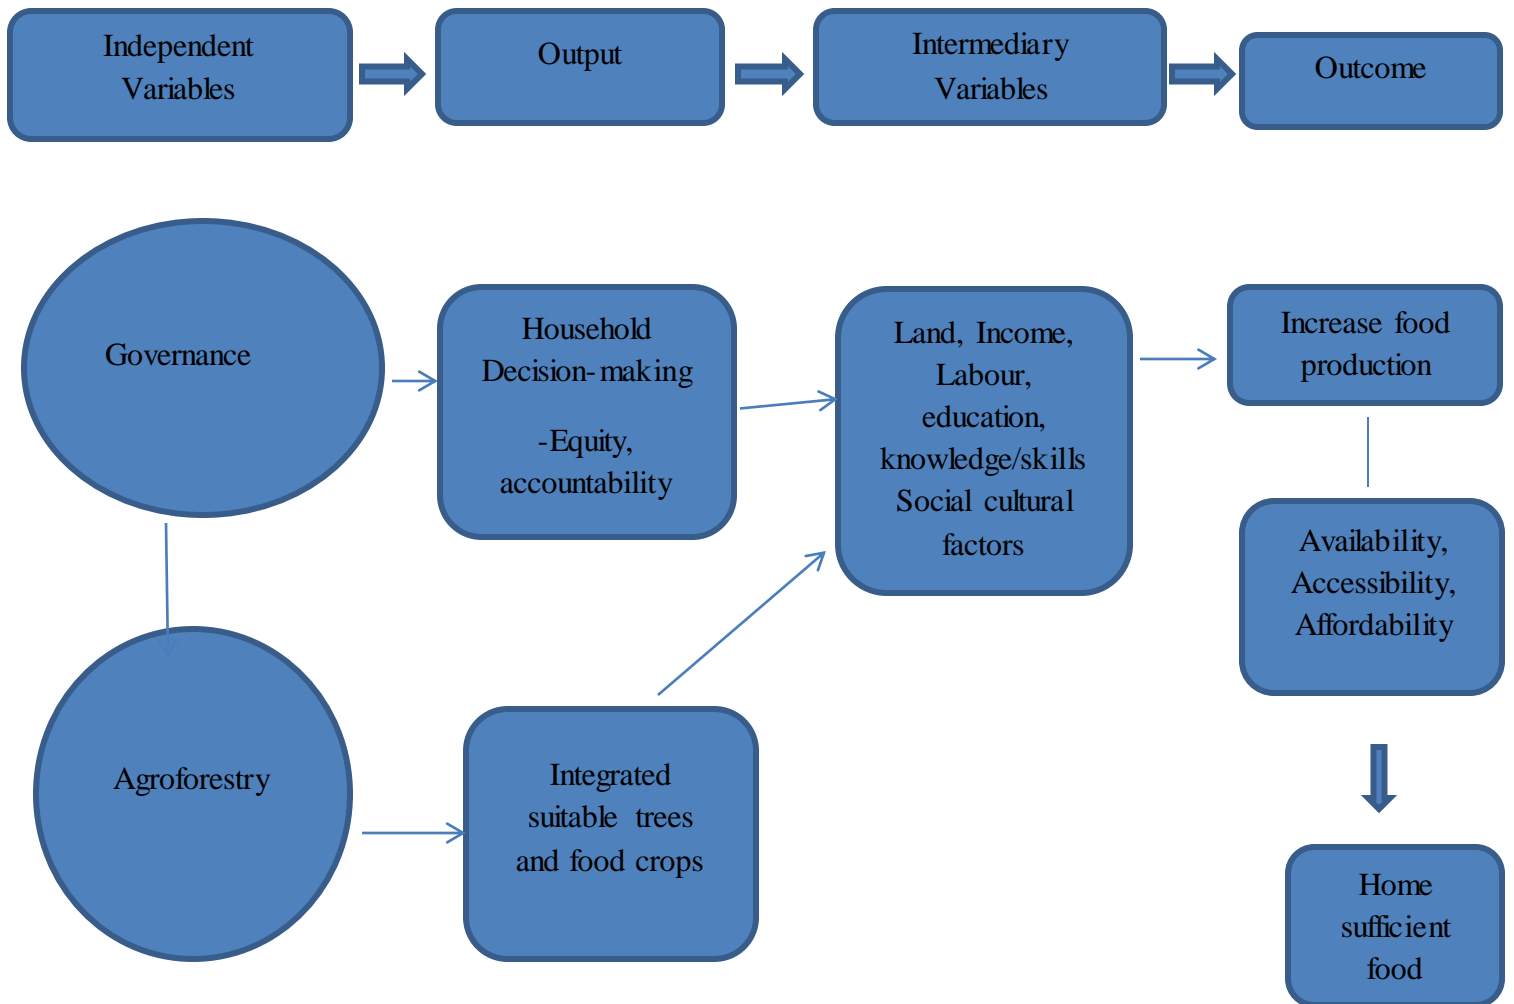 Independent
Variables
Output
Intermediary
Variables
Outcome
Governance
Household
Decision-making
-Equity,
accountability
Land, Income,
Labour,
education,
knowledge/skills
Social cultural
factors
Increase food
production
Availability,
Accessibility,
Affordability
Agroforestry
Integrated
suitable trees
and food crops
Home
sufficient
food